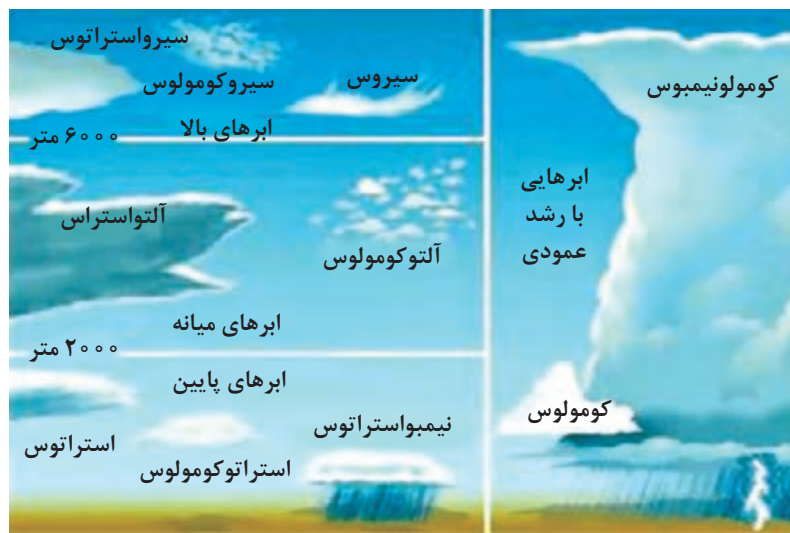 سیرواستراتوس
سیروکومولوس
سیروس
ابرهای بالا
۶۰۰۰ متر
آلتواستراس
آلتوکومولوس
ابرهای میانه
۲۰۰۰ متر
ابرهای پایین
استراتوس
استراتوکومولوس
نیمبواستراتوس
کومولونیمبوس
ابرهایی
با رشد
عمودی
کومولوس